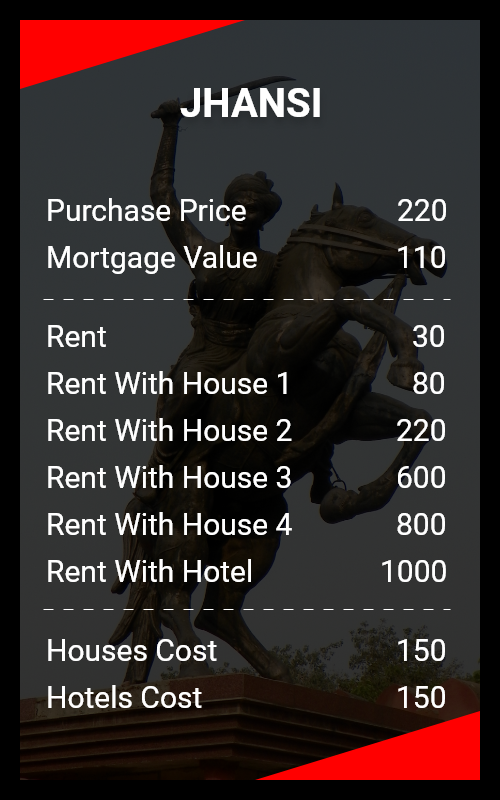 JHANSI
Purchase Price 220
Mortgage Value 110
Rent 30
Rent With House 1 80
Rent With House 2 220
Rent With House 3 600
Rent With House 4 800
Rent With Hotel 1000
Houses Cost 150
Hotels Cost 150